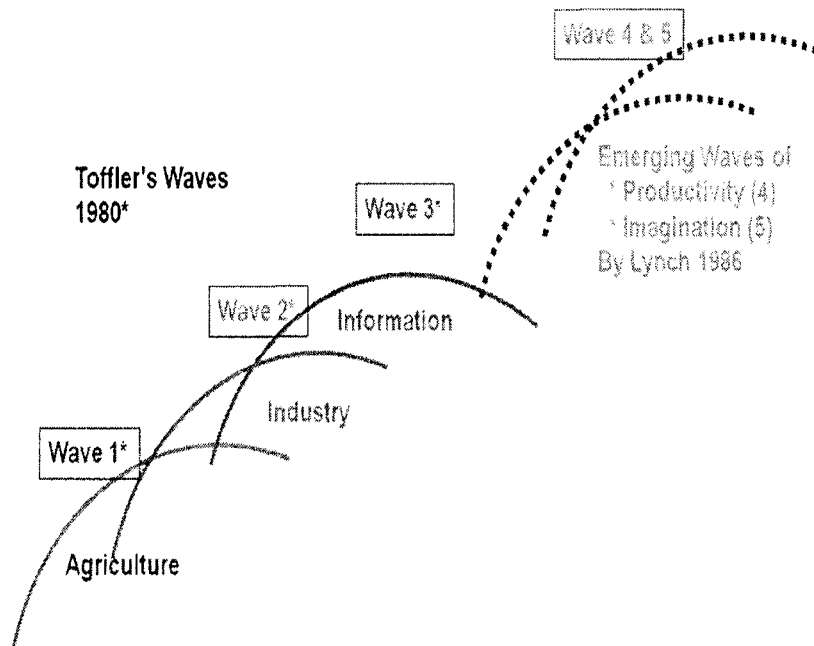 Wave 4 & 5
Emerging Waves of
* Productivity (4)
* Imagination (5)
By Lynch 1986
Toffler's Waves
1980*
Wave 3*
Information
Wave 2*
Industry
Wave 1*
Agriculture